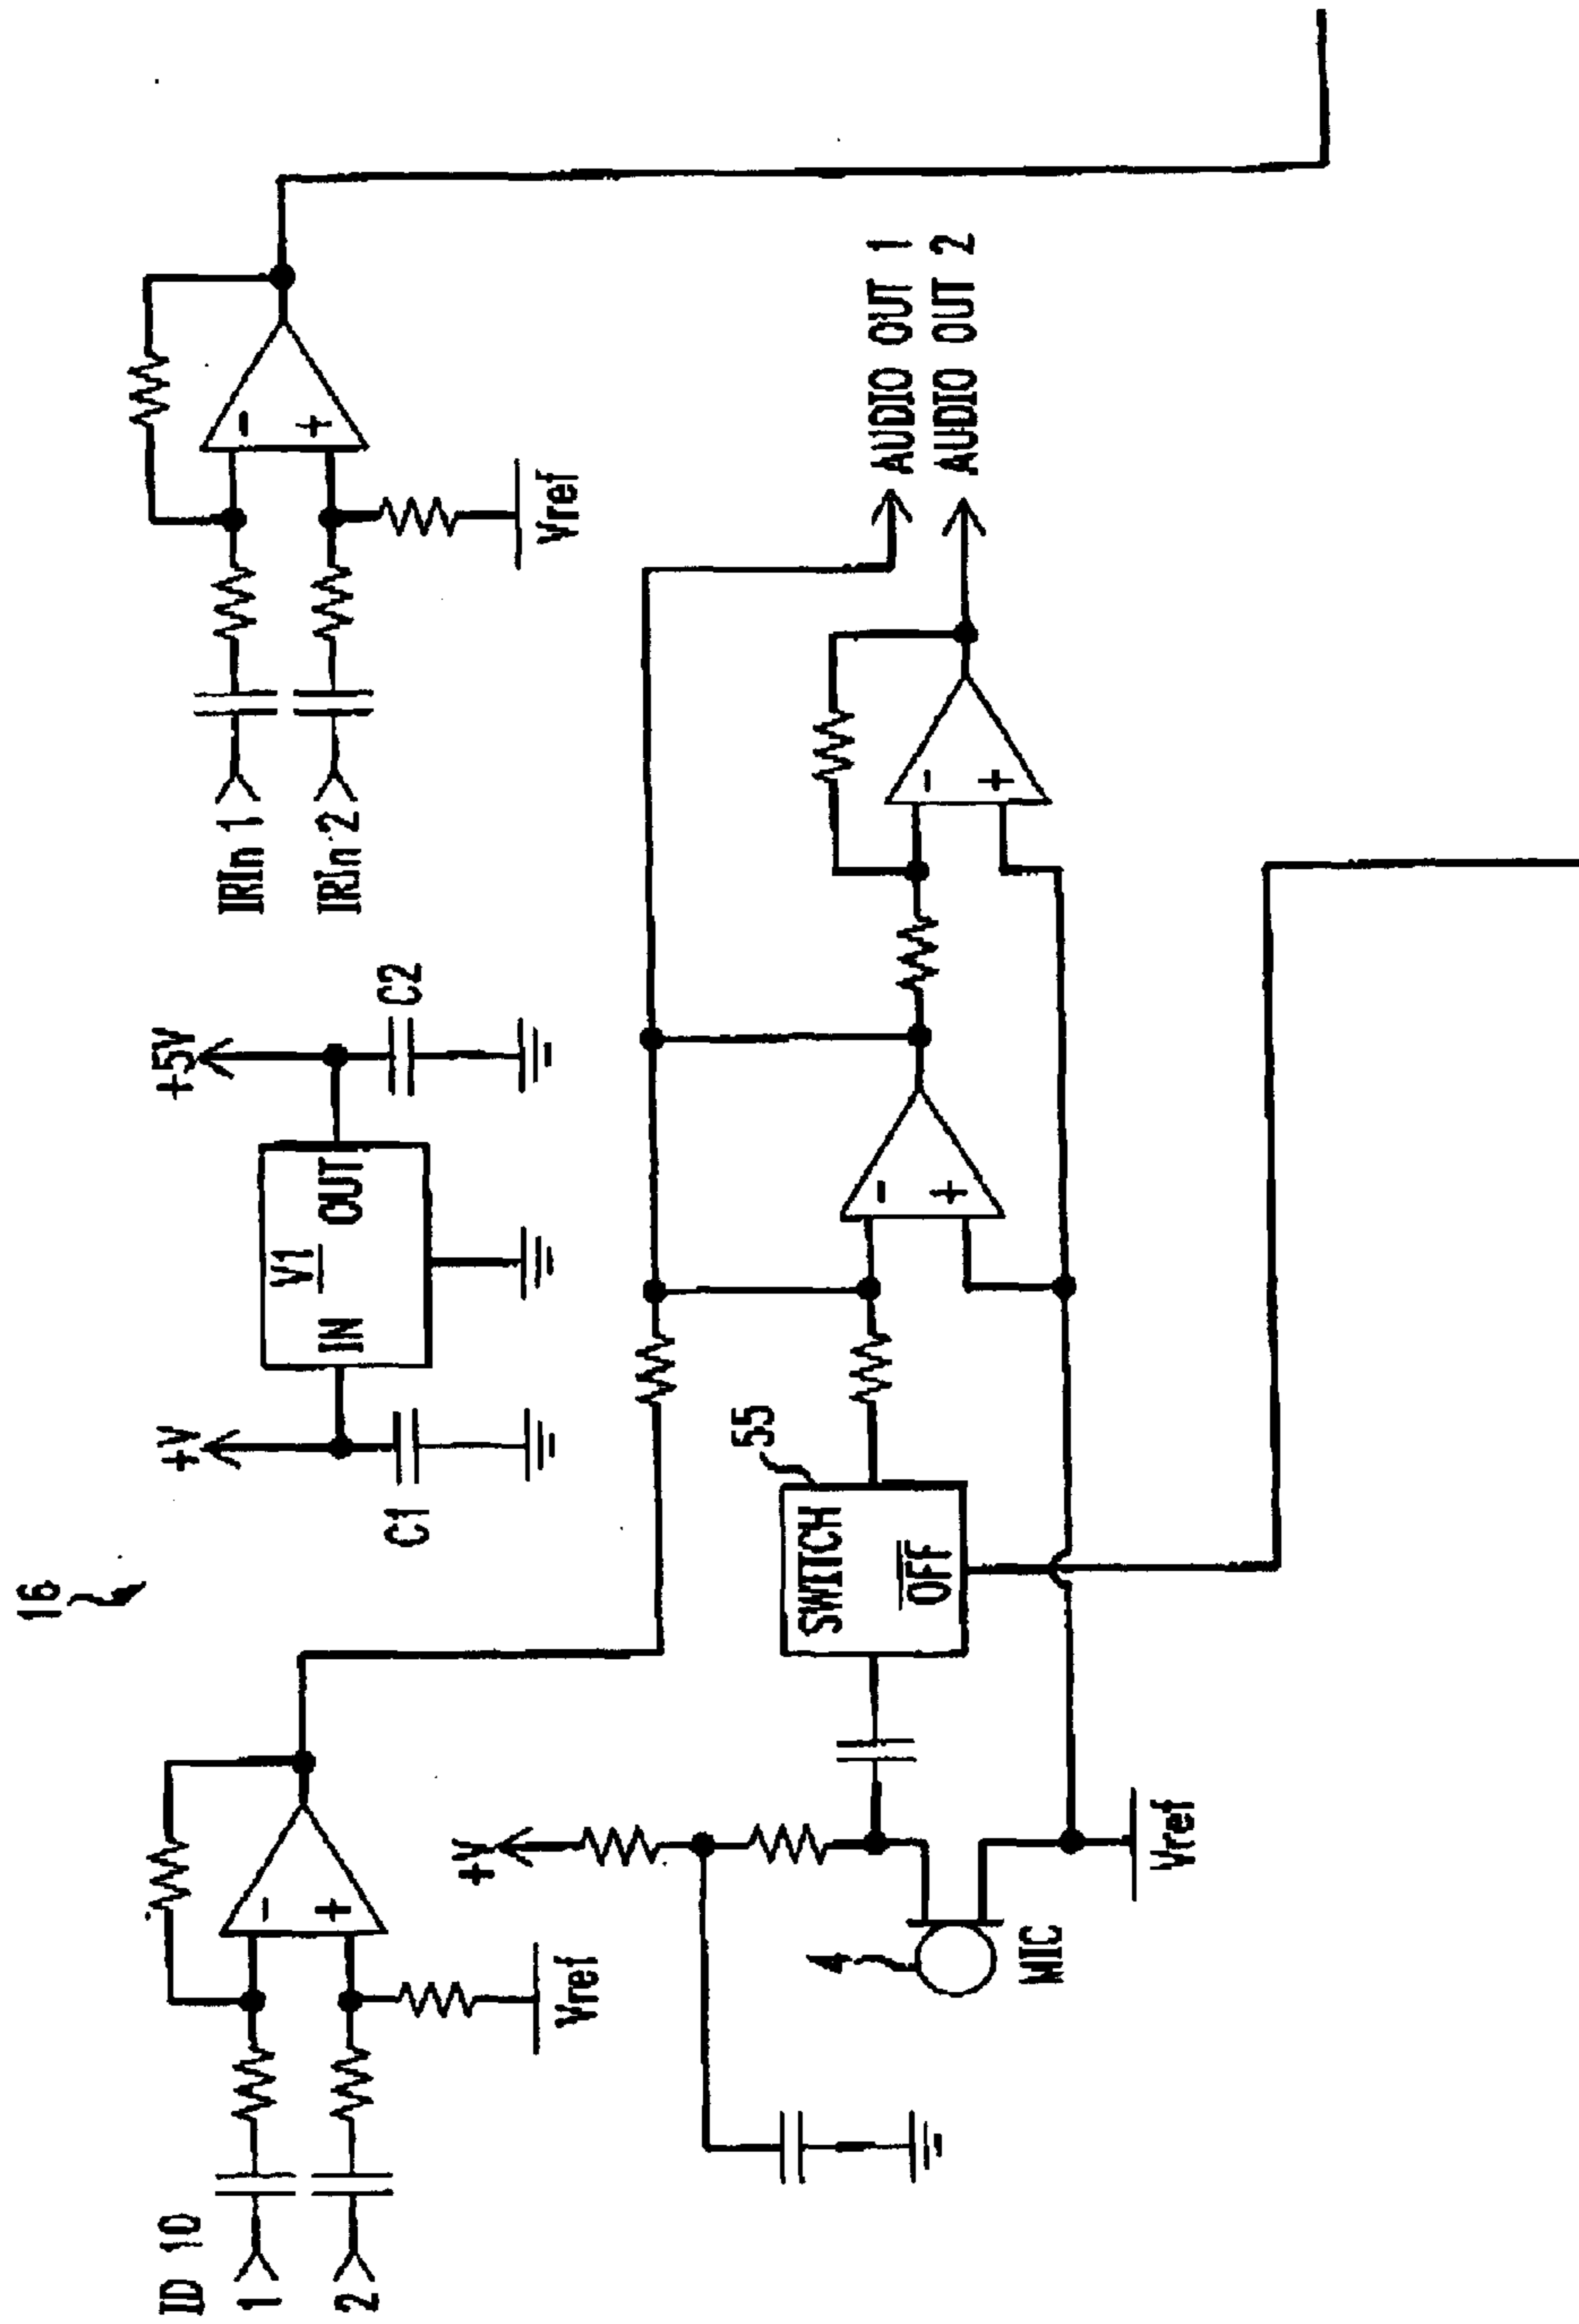 16
ID 10
1
2
+V
C1
IN
V1
OUT
+5V
C2
IRIn 1
IRin 2
Vref
Vref
+V
MIC
Vref
SWITCH
OFF
55
AUDIO OUT 1
AUDIO OUT 2
-
+
-
+
-
+
-
+